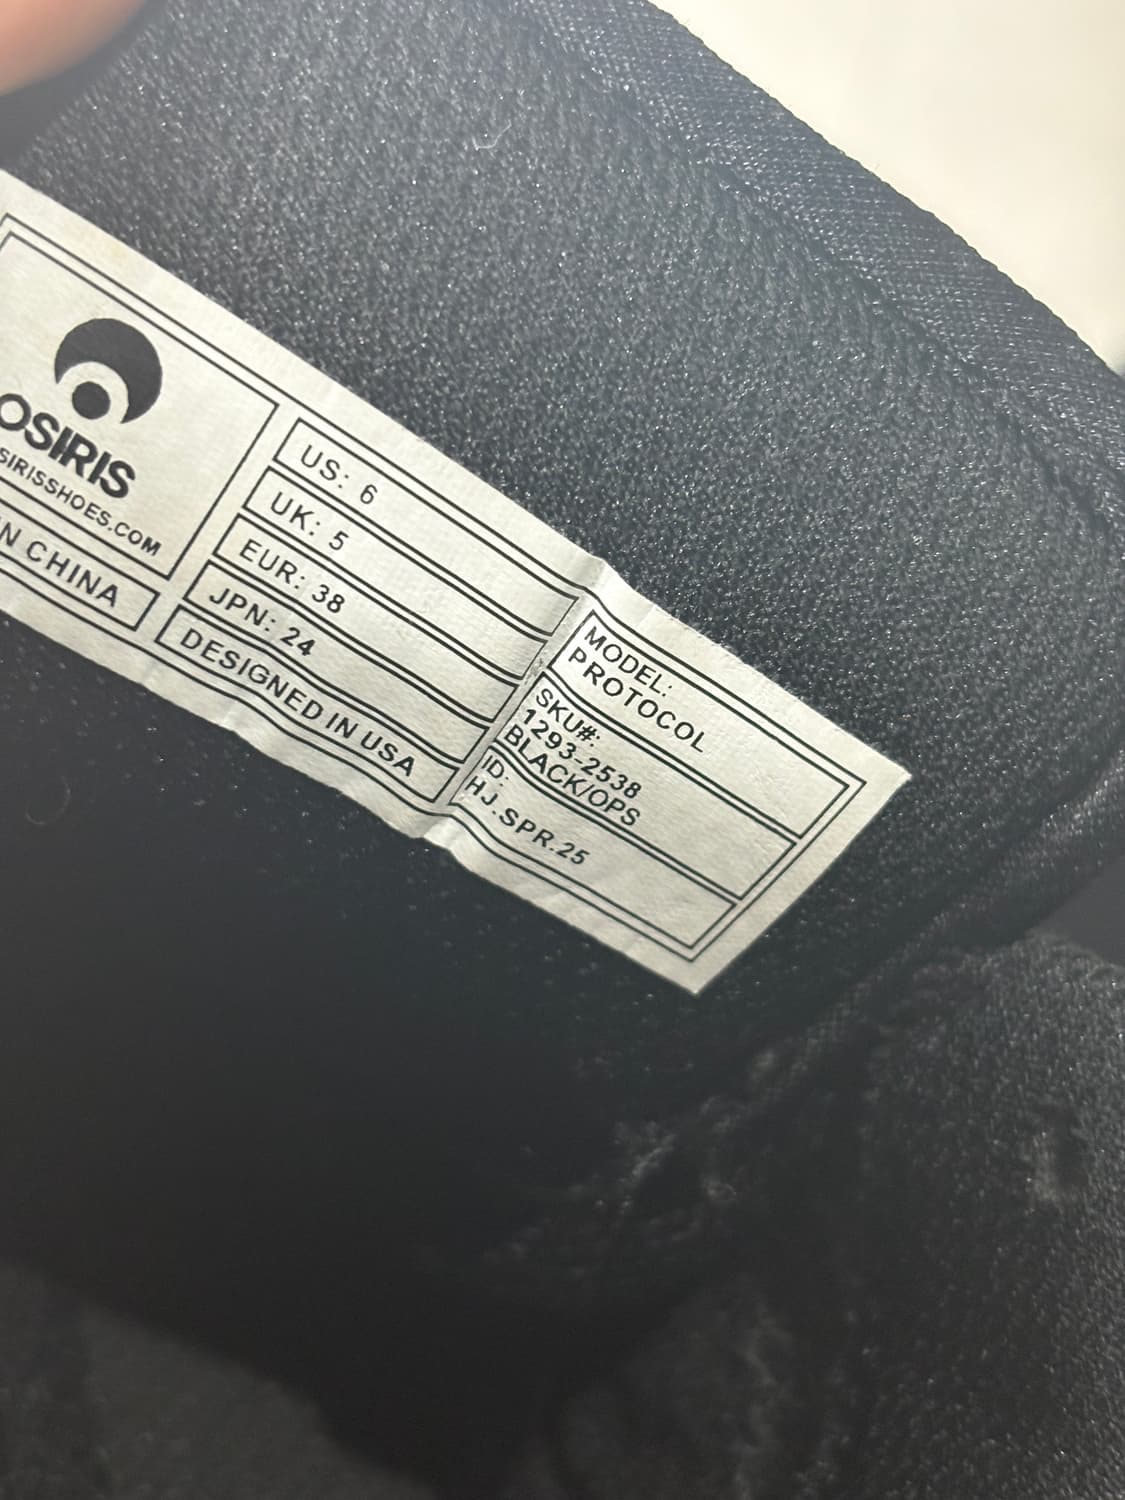 OSIRIS
SIRISSHOES.COM
IN CHINA
US: 6
UK: 5
EUR: 38
JPN: 24
DESIGNED IN USA
MODEL:
PROTOCOL
SKU#:
1293-2538
BLACK/OPS
ID:
HJ.SPR.25